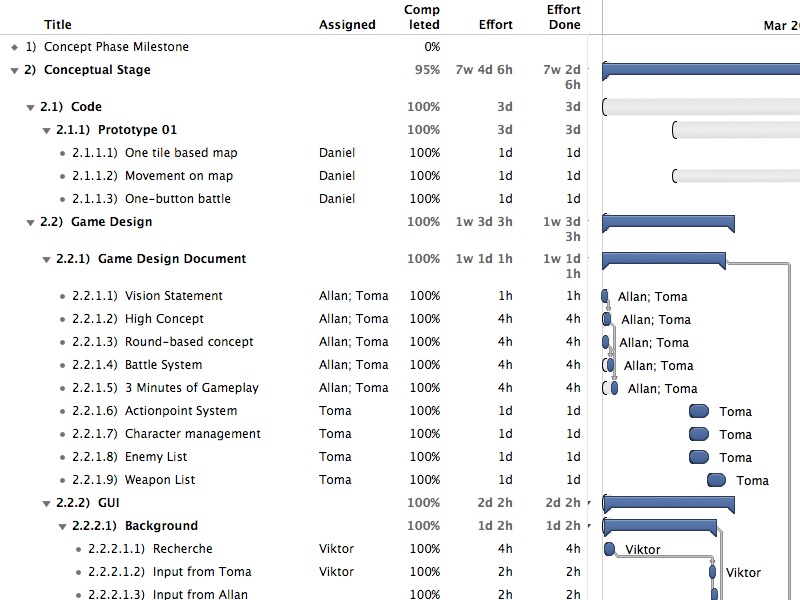 Title Assigned Comp leted Effort Effort Done Mar 20
1) Concept Phase Milestone 0%
2) Conceptual Stage 95% 7w 4d 6h 7w 2d 6h
2.1) Code 100% 3d 3d
2.1.1) Prototype 01 100% 3d 3d
2.1.1.1) One tile based map Daniel 100% 1d 1d
2.1.1.2) Movement on map Daniel 100% 1d 1d
2.1.1.3) One-button battle Daniel 100% 1d 1d
2.2) Game Design 100% 1w 3d 3h 1w 3d 3h
2.2.1) Game Design Document 100% 1w 1d 1h 1w 1d 1h
2.2.1.1) Vision Statement Allan; Toma 100% 1h 1h Allan; Toma
2.2.1.2) High Concept Allan; Toma 100% 4h 4h Allan; Toma
2.2.1.3) Round-based concept Allan; Toma 100% 4h 4h Allan; Toma
2.2.1.4) Battle System Allan; Toma 100% 4h 4h Allan; Toma
2.2.1.5) 3 Minutes of Gameplay Allan; Toma 100% 4h 4h Allan; Toma
2.2.1.6) Actionpoint System Toma 100% 1d 1d Toma
2.2.1.7) Character management Toma 100% 1d 1d Toma
2.2.1.8) Enemy List Toma 100% 1d 1d Toma
2.2.1.9) Weapon List Toma 100% 1d 1d Toma
2.2.2) GUI 100% 2d 2h 2d 2h
2.2.2.1) Background 100% 1d 2h 1d 2h
2.2.2.1.1) Recherche Viktor 100% 4h 4h Viktor
2.2.2.1.2) Input from Toma Viktor 100% 2h 2h Viktor
2.2.2.1.3) Input from Allan 100% 2h 2h